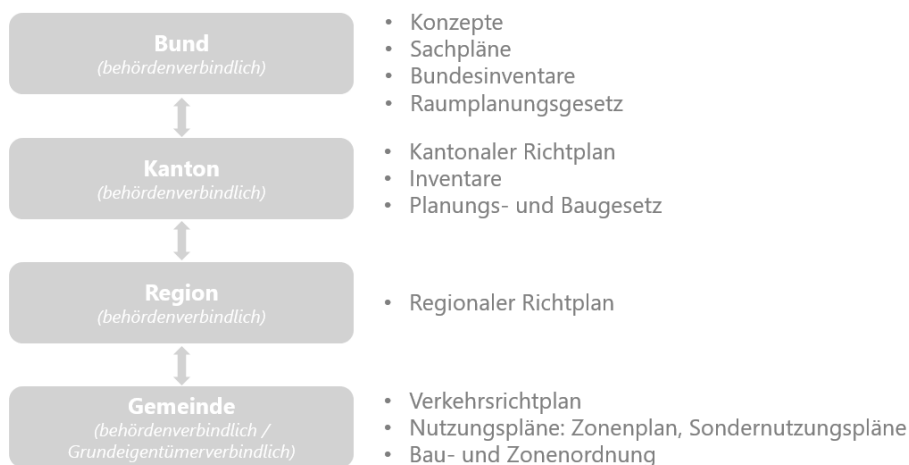 Bund
(behördenverbindlich)
• Konzepte
• Sachpläne
• Bundesinventare
• Raumplanungsgesetz
Kanton
(behördenverbindlich)
• Kantonaler Richtplan
• Inventare
• Planungs- und Baugesetz
Region
(behördenverbindlich)
• Regionaler Richtplan
Gemeinde
(behördenverbindlich /
Grundeigentümerverbindlich)
• Verkehrsrichtplan
• Nutzungspläne: Zonenplan, Sondernutzungspläne
• Bau- und Zonenordnung